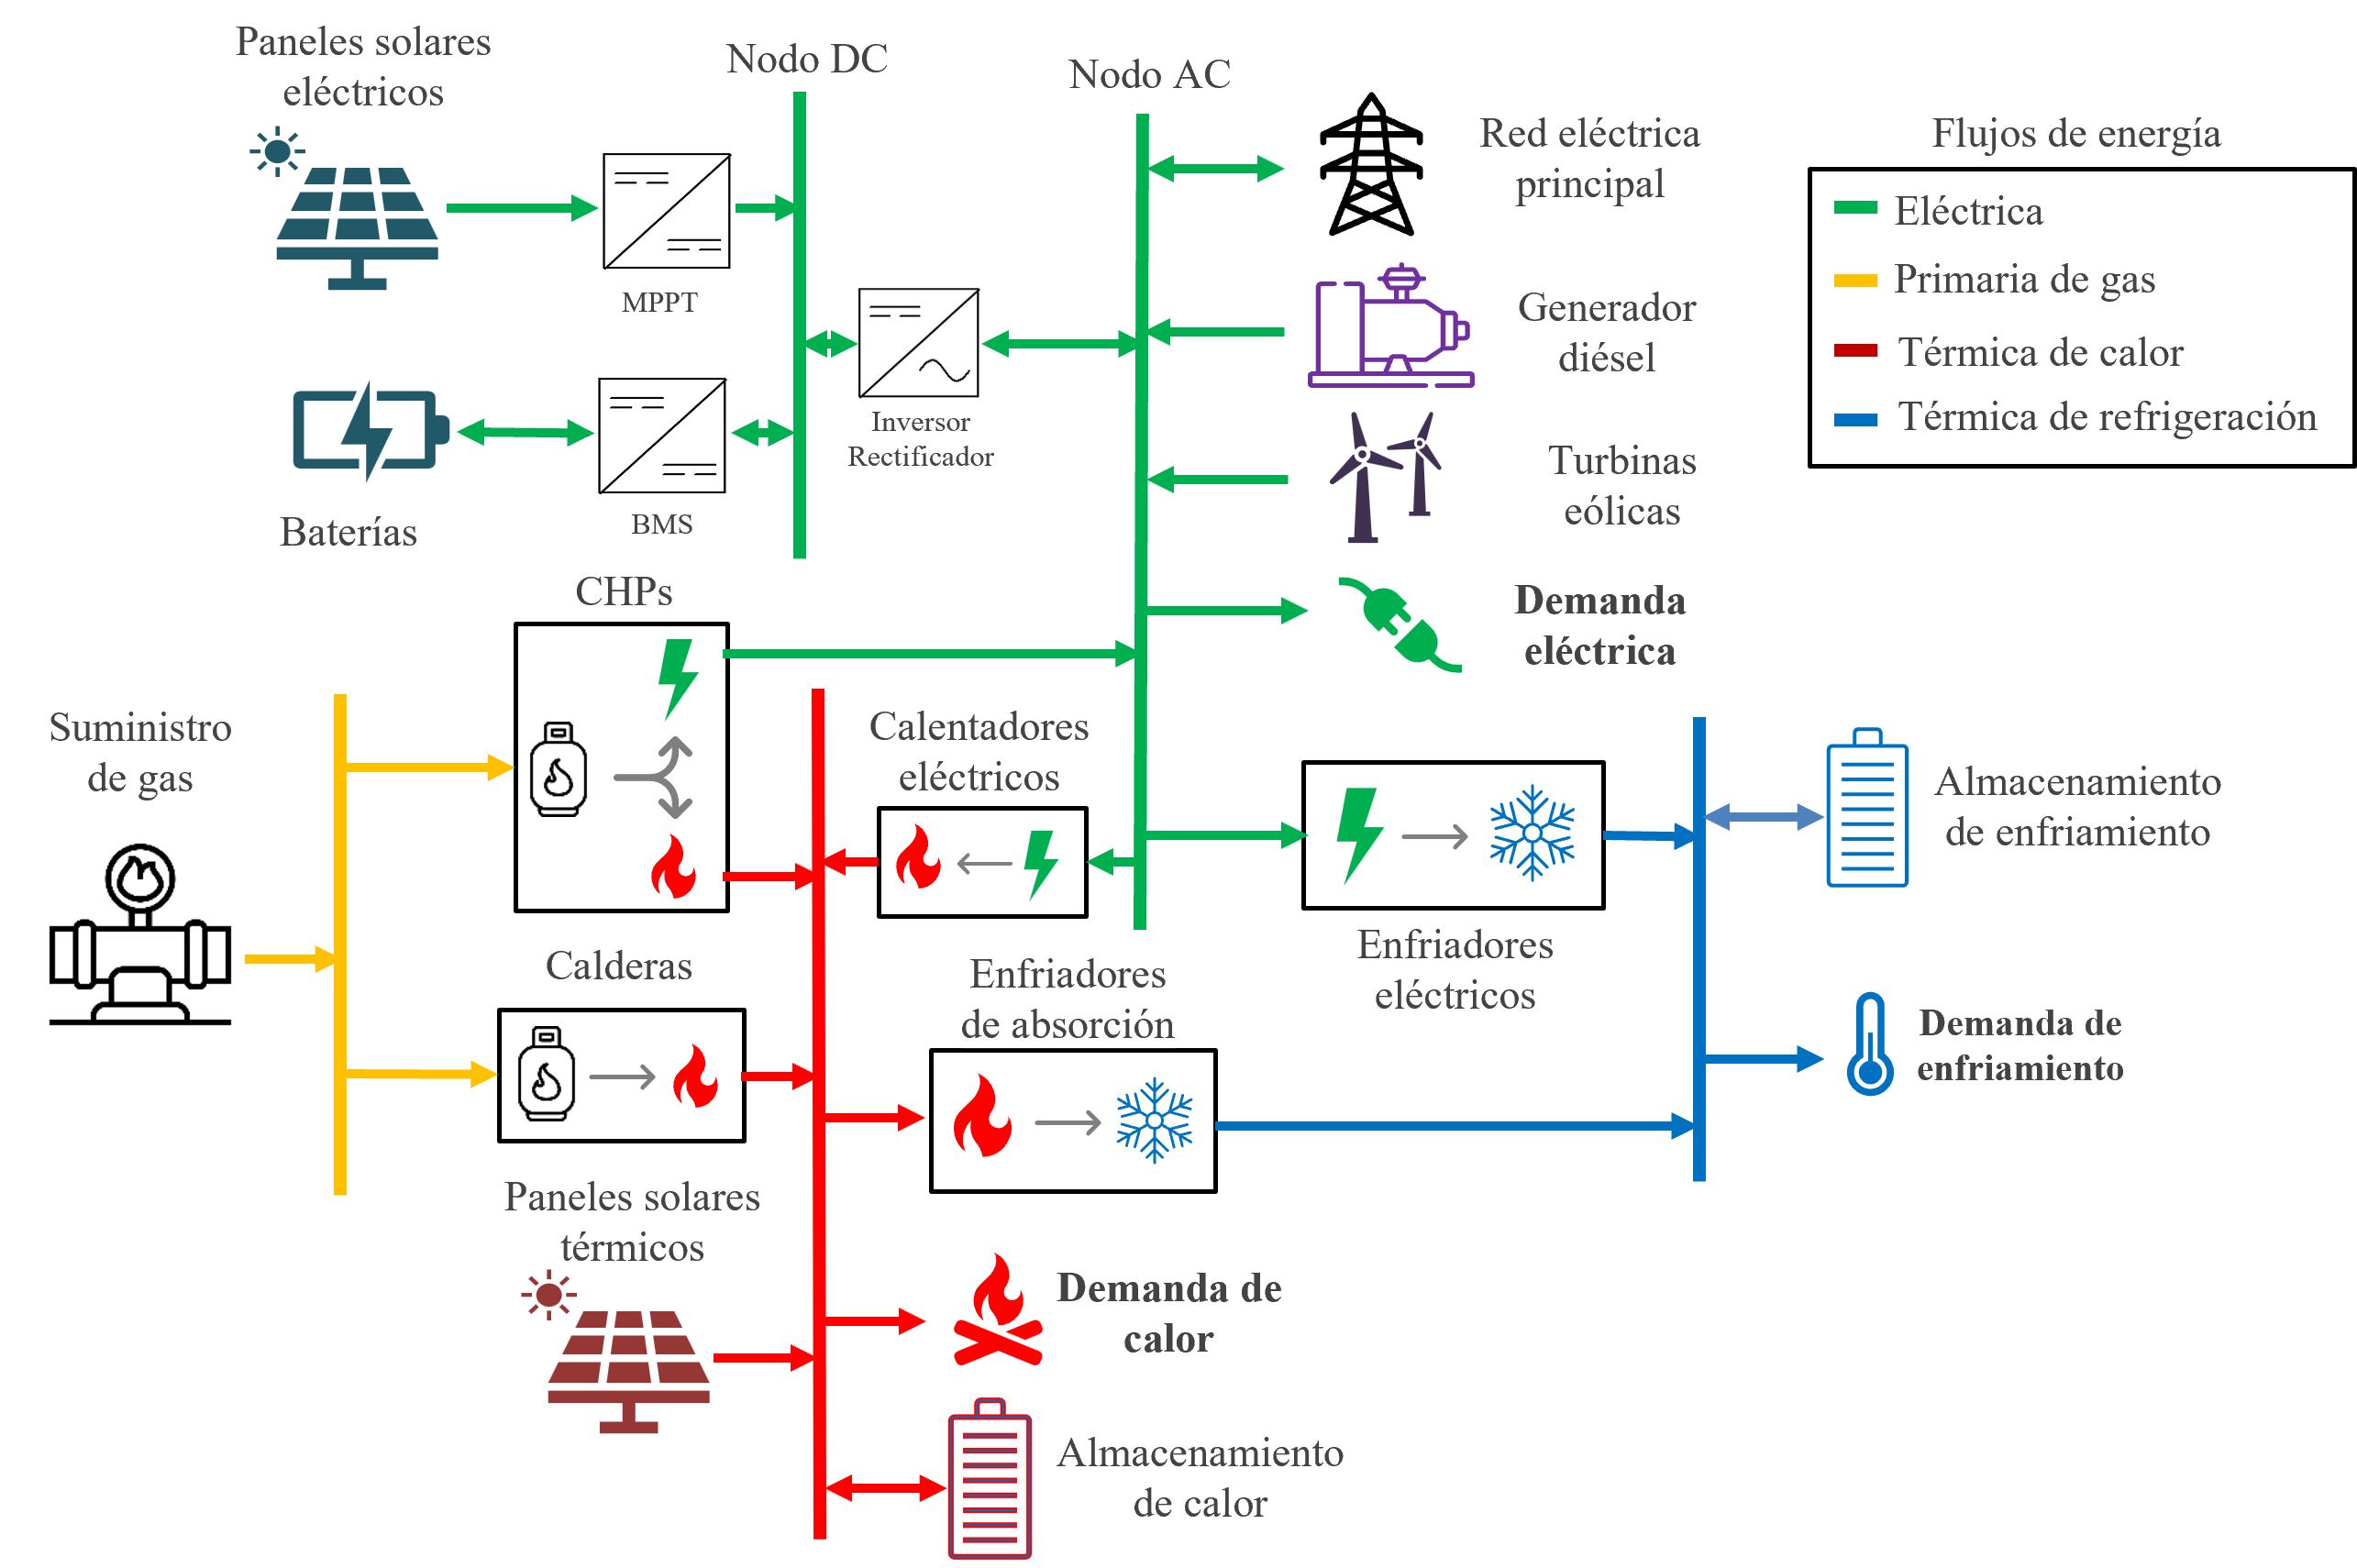 Paneles solares
eléctricos
Nodo DC
Nodo AC
Red eléctrica
principal
Flujos de energía
Eléctrica
Primaria de gas
Térmica de calor
Térmica de refrigeración
MPPT
Generador
diésel
Inversor
Rectificador
Turbinas
eólicas
Baterías
BMS
CHPs
Demanda
eléctrica
Suministro
de gas
Calentadores
eléctricos
Almacenamiento
de enfriamiento
Calderas
Enfriadores
de absorción
Enfriadores
eléctricos
Demanda de
enfriamiento
Paneles solares
térmicos
Demanda de
calor
Almacenamiento
de calor